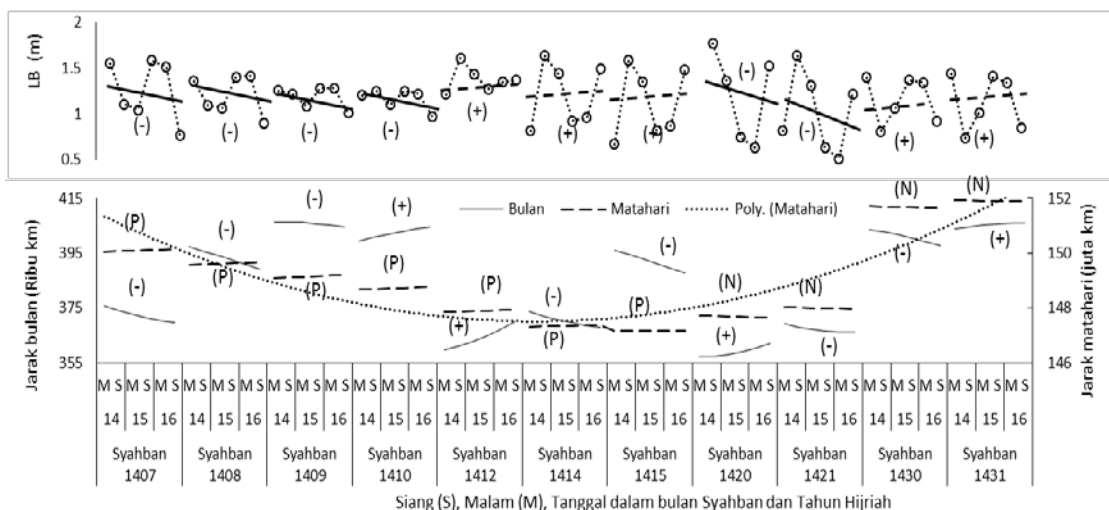 LB (m)
2
1.5
1
0.5
(-) (-) (-) (-) (+) (+) (+) (-) (-) (+) (+)
Jarak bulan (Ribu km)
415
395
375
355
Bulan Matahari Poly. (Matahari)
(P) (-) (-) (P) (-) (P) (+) (P) (P) (+) (-) (P) (P) (-) (N) (+) (N) (-) (N) (-) (N) (+)
152
150
148
146
Jarak matahari (juta km)
M S M S M S M S M S M S M S M S M S M S M S M S M S M S M S M S M S M S M S M S M S M S M S M S M S M S M S M S M S M S M S M S M S
14 15 16 14 15 16 14 15 16 14 15 16 14 15 16 14 15 16 14 15 16 14 15 16 14 15 16 14 15 16 14 15 16
Syahban Syahban Syahban Syahban Syahban Syahban Syahban Syahban Syahban Syahban Syahban
1407 1408 1409 1410 1412 1414 1415 1420 1421 1430 1431
Siang (S), Malam (M), Tanggal dalam bulan Syahban dan Tahun Hijriah